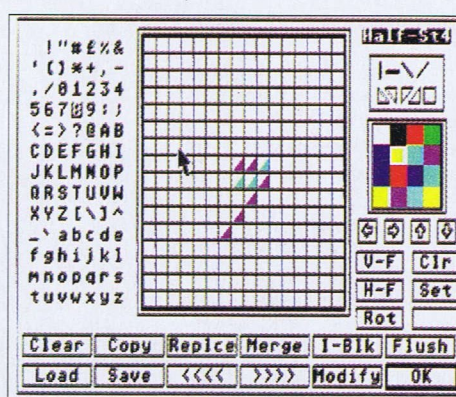 Half-St4
!"#£%&
'()*+,-
./01234
56789:;
<=>?@AB
CDEFGHI
JKLMNOP
QRSTUVW
XYZ[\]^
_`abcde
fghijkl
mnopqrs
tuvwxyz
V-F Clr
H-F Set
Rot
Clear Copy Replce Merge I-Blk Flush
Load Save <<<< >>>> Modify OK